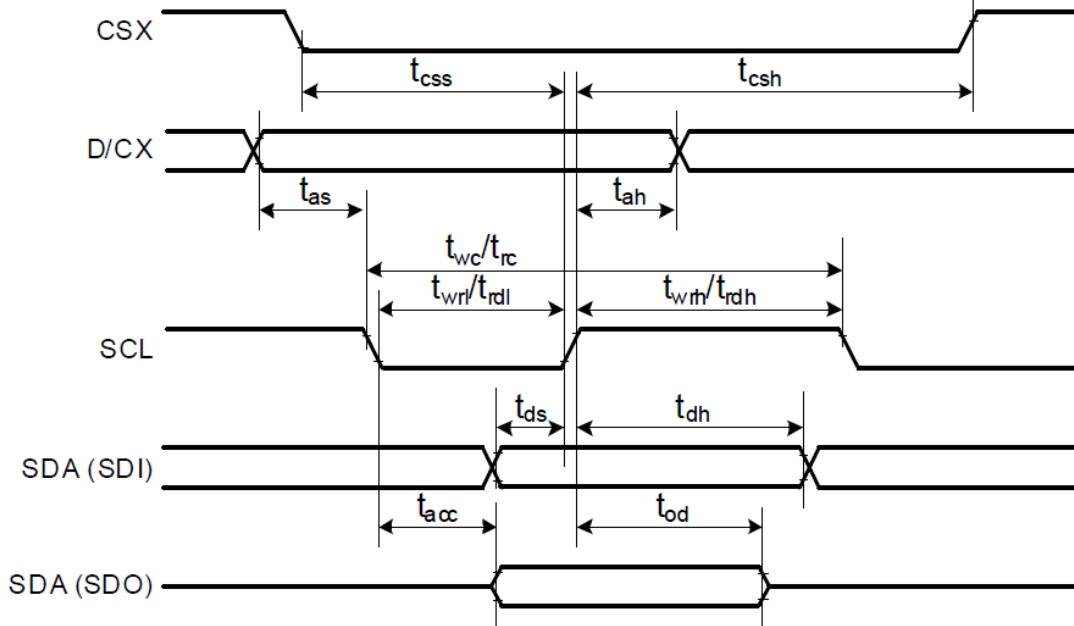 CSX
tcss tcsh
D/CX
tas tah
twc/trc
twrl/trdl twrh/trdh
SCL
tds tdh
SDA (SDI)
tacc tod
SDA (SDO)